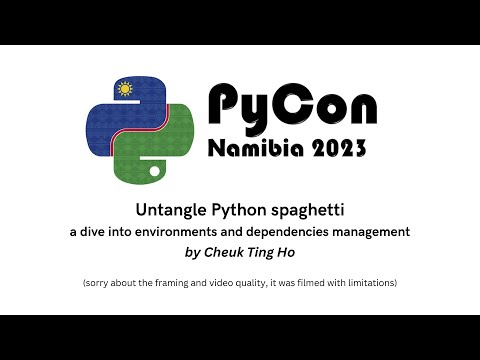 PyCon
Namibia 2023
Untangle Python spaghetti
a dive into environments and dependencies management
by Cheuk Ting Ho
(sorry about the framing and video quality, it was filmed with limitations)